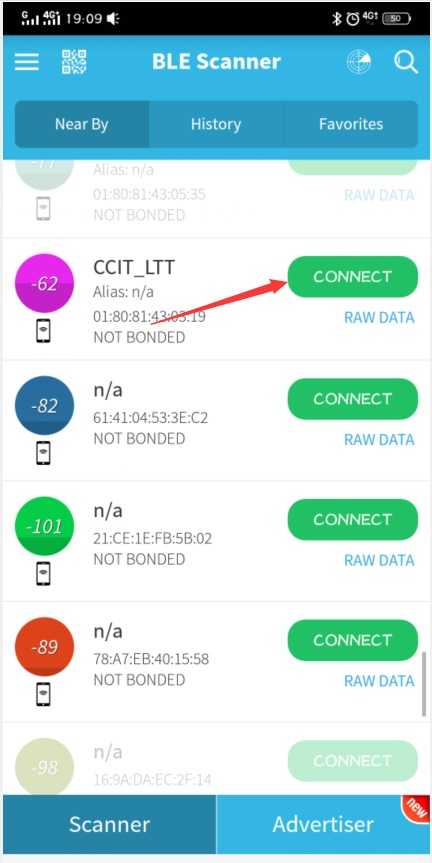 G 4G+ 19:09 4G‡ 50
BLE Scanner
Near By History Favorites
-77
Alias: n/a
01:80:81:43:05:35 RAW DATA
NOT BONDED
CCIT_LTT
-62 CONNECT
Alias: n/a
01:80:81:43:03:19 RAW DATA
NOT BONDED
n/a
-82 CONNECT
61:41:04:53:3E:C2
NOT BONDED RAW DATA
n/a
-101 CONNECT
21:CE:1E:FB:5B:02
NOT BONDED RAW DATA
n/a
-89 CONNECT
78:A7:EB:40:15:58
NOT BONDED RAW DATA
n/a
-98 CONNECT
16:9A:DA:EC:2F:14
new
Scanner Advertiser